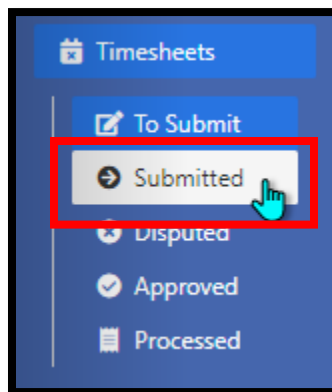 Timesheets
To Submit
Submitted
Disputed
Approved
Processed